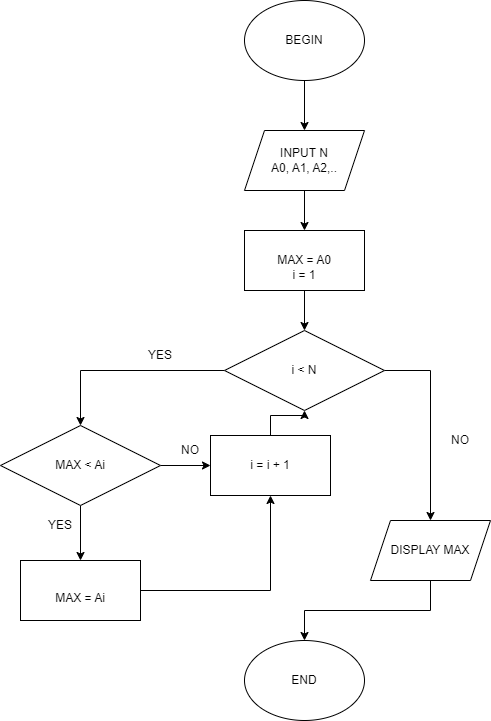 BEGIN
INPUT N
A0, A1, A2,..
MAX = A0
i = 1
i < N
YES
NO
MAX < Ai
NO
i = i + 1
YES
MAX = Ai
DISPLAY MAX
END